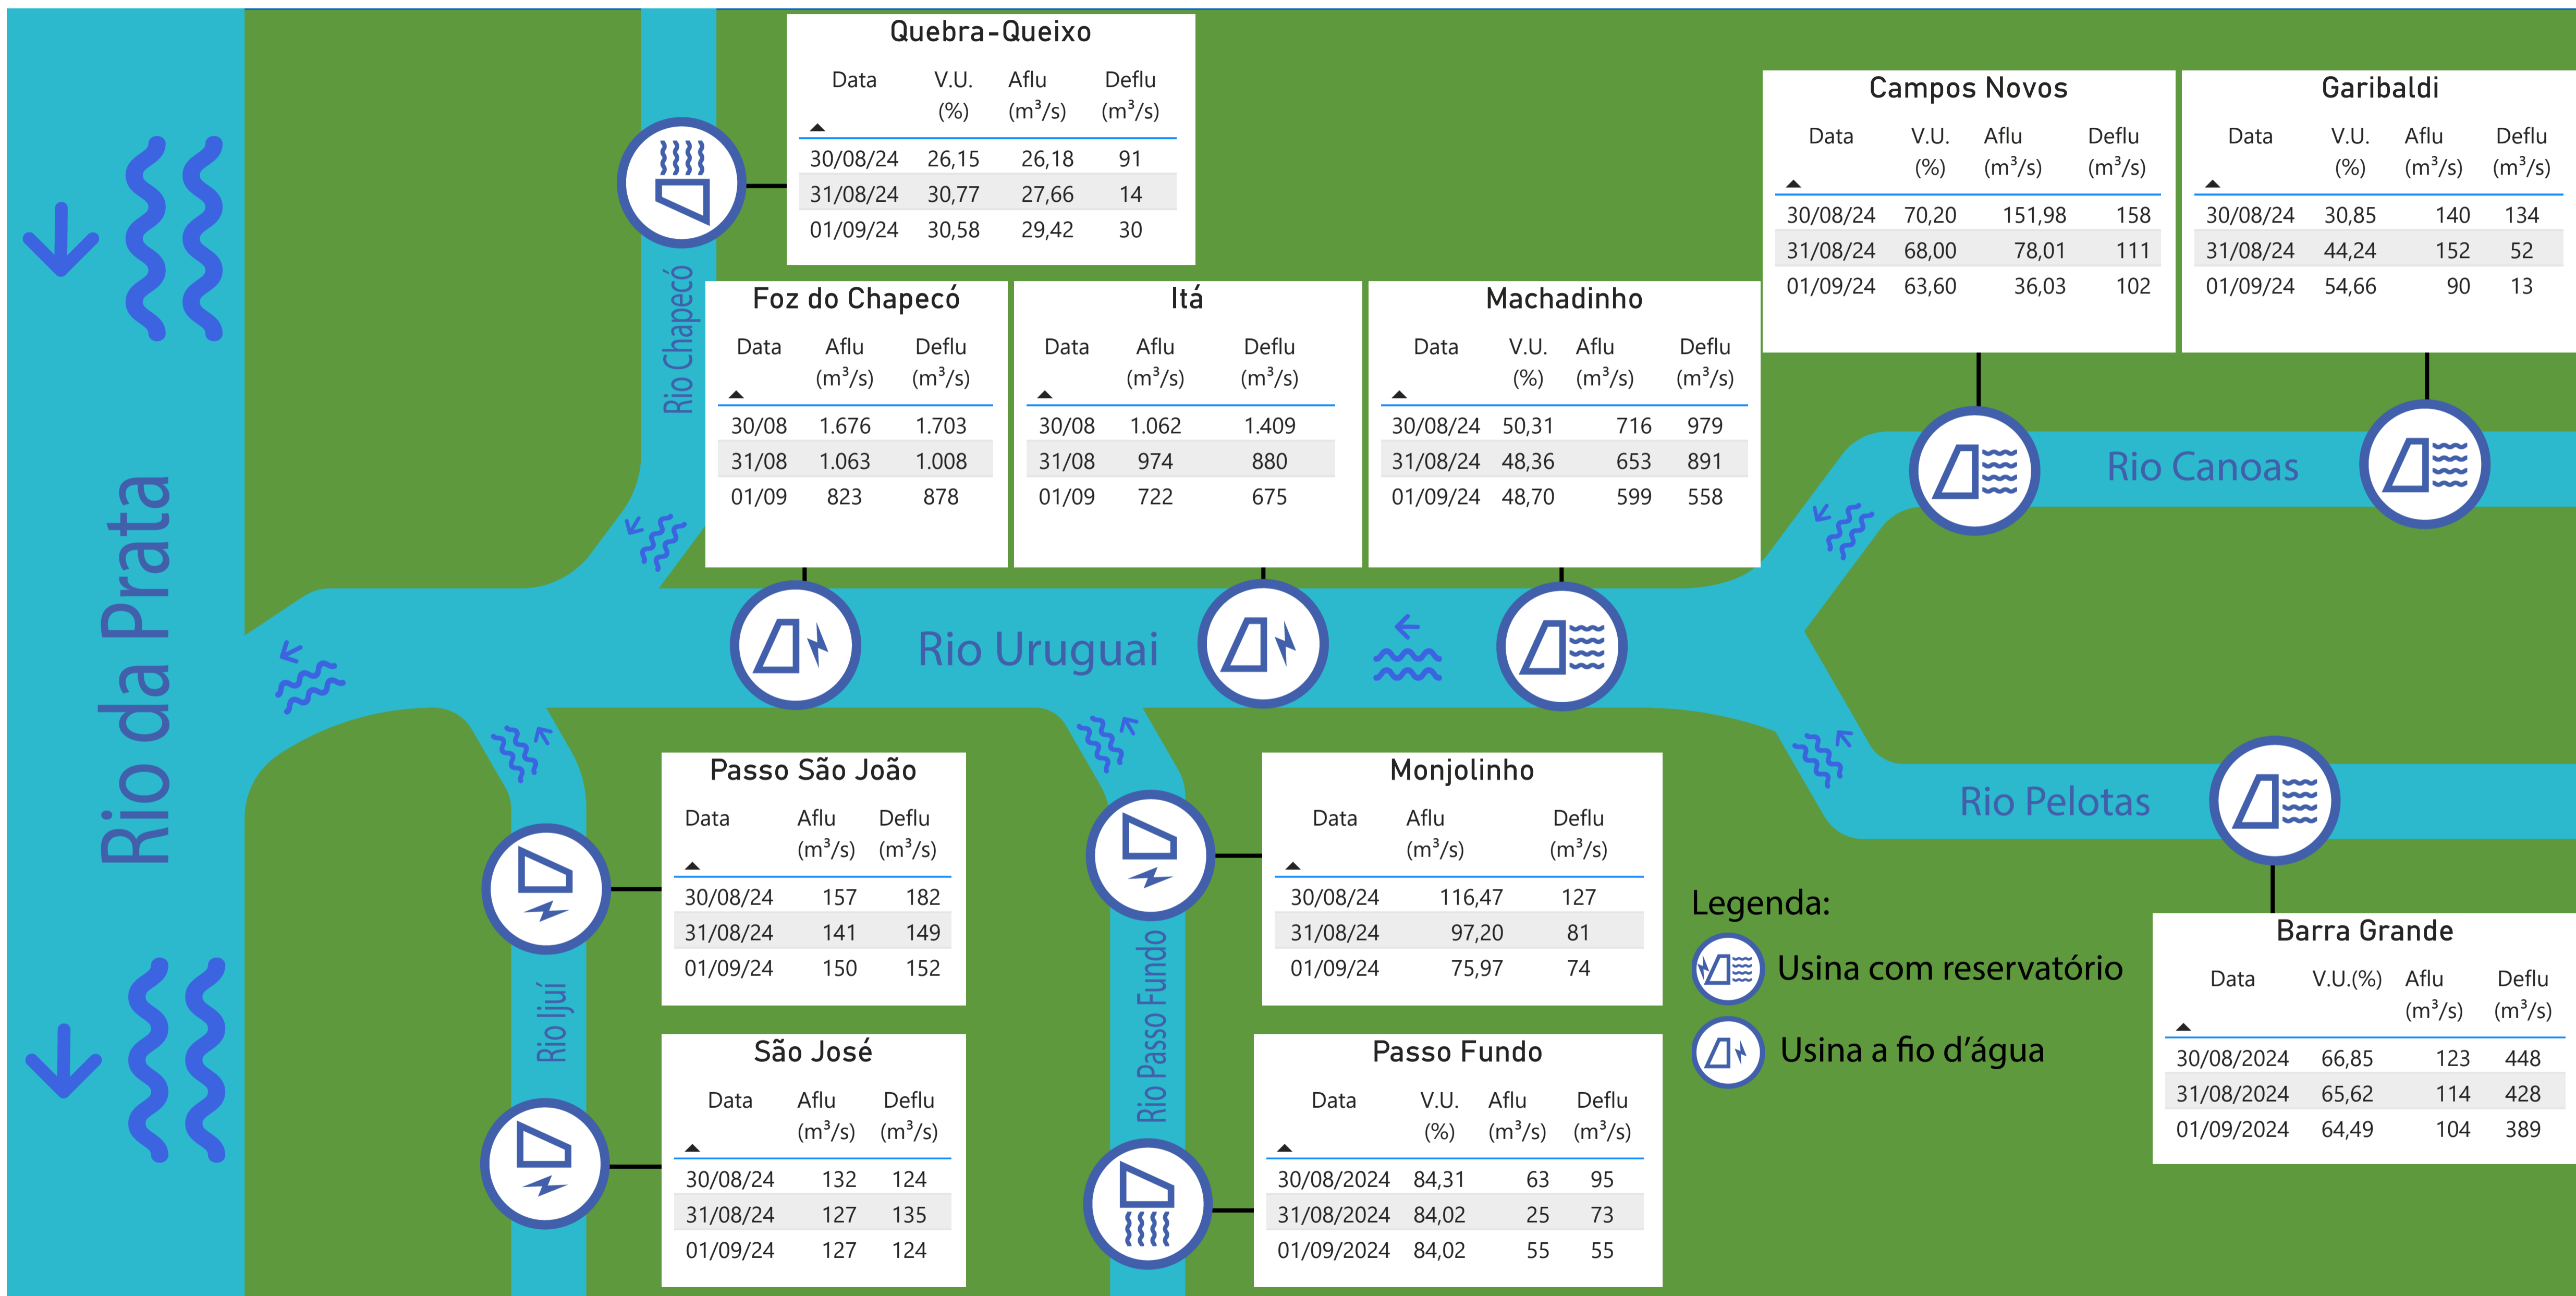 Rio da Prata
Quebra-Queixo
Data V.U. Aflu Deflu
(%) (m³/s) (m³/s)
30/08/24 26,15 26,18 91
31/08/24 30,77 27,66 14
01/09/24 30,58 29,42 30
Rio Chapecó
Foz do Chapecó
Data Aflu Deflu
(m³/s) (m³/s)
30/08 1.676 1.703
31/08 1.063 1.008
01/09 823 878
Itá
Data Aflu Deflu
(m³/s) (m³/s)
30/08 1.062 1.409
31/08 974 880
01/09 722 675
Machadinho
Data V.U. Aflu Deflu
(%) (m³/s) (m³/s)
30/08/24 50,31 716 979
31/08/24 48,36 653 891
01/09/24 48,70 599 558
Campos Novos
Data V.U. Aflu Deflu
(%) (m³/s) (m³/s)
30/08/24 70,20 151,98 158
31/08/24 68,00 78,01 111
01/09/24 63,60 36,03 102
Garibaldi
Data V.U. Aflu Deflu
(%) (m³/s) (m³/s)
30/08/24 30,85 140 134
31/08/24 44,24 152 52
01/09/24 54,66 90 13
Rio Canoas
Rio Uruguai
Rio Pelotas
Passo São João
Data Aflu Deflu
(m³/s) (m³/s)
30/08/24 157 182
31/08/24 141 149
01/09/24 150 152
Rio Ijuí
São José
Data Aflu Deflu
(m³/s) (m³/s)
30/08/24 132 124
31/08/24 127 135
01/09/24 127 124
Monjolinho
Data Aflu Deflu
(m³/s) (m³/s)
30/08/24 116,47 127
31/08/24 97,20 81
01/09/24 75,97 74
Rio Passo Fundo
Passo Fundo
Data V.U. Aflu Deflu
(%) (m³/s) (m³/s)
30/08/2024 84,31 63 95
31/08/2024 84,02 25 73
01/09/2024 84,02 55 55
Legenda:
Usina com reservatório
Usina a fio d’água
Barra Grande
Data V.U.(%) Aflu Deflu
(m³/s) (m³/s)
30/08/2024 66,85 123 448
31/08/2024 65,62 114 428
01/09/2024 64,49 104 389